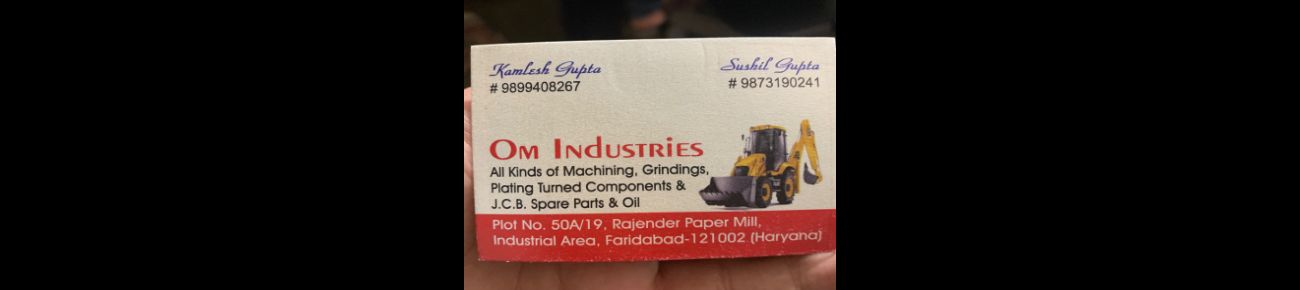 Kamlesh Gupta
# 9899408267
Sushil Gupta
# 9873190241
Om Industries
All Kinds of Machining, Grindings,
Plating Turned Components &
J.C.B. Spare Parts & Oil
Plot No. 50A/19, Rajender Paper Mill,
Industrial Area, Faridabad-121002 (Haryana)